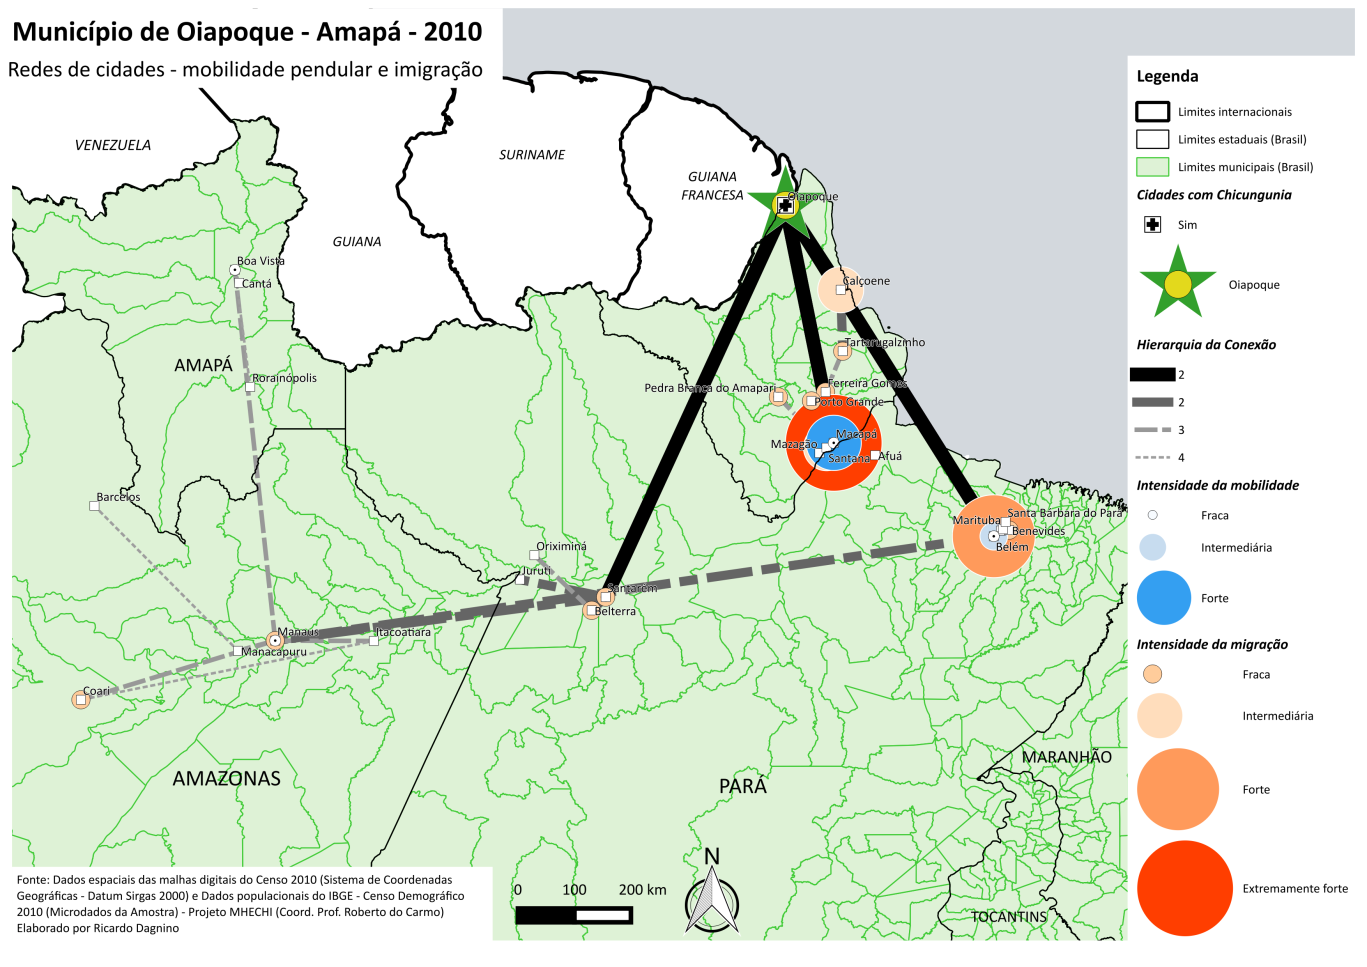 Município de Oiapoque - Amapá - 2010
Redes de cidades - mobilidade pendular e imigração
VENEZUELA
SURINAME
GUIANA
FRANCESA
GUIANA
Oiapoque
Boa Vista
Cantá
Calçoene
Tartarugalzinho
AMAPÁ
Rorainópolis
Pedra Branca do Amapari
Ferreira Gomes
Porto Grande
Macapá
Mazagão
Santana
Afuá
Barcelos
Santa Bárbara do Pará
Marituba
Benevides
Belém
Oriximiná
Juruti
Santarém
Belterra
Manaus
Itacoatiara
Manacapuru
Coari
AMAZONAS
PARÁ
MARANHÃO
TOCANTINS
Legenda
Limites internacionais
Limites estaduais (Brasil)
Limites municipais (Brasil)
Cidades com Chicungunia
Sim
Oiapoque
Hierarquia da Conexão
2
2
3
4
Intensidade da mobilidade
Fraca
Intermediária
Forte
Intensidade da migração
Fraca
Intermediária
Forte
Extremamente forte
Fonte: Dados espaciais das malhas digitais do Censo 2010 (Sistema de Coordenadas
Geográficas - Datum Sirgas 2000) e Dados populacionais do IBGE - Censo Demográfico
2010 (Microdados da Amostra) - Projeto MHECHI (Coord. Prof. Roberto do Carmo)
Elaborado por Ricardo Dagnino
0 100 200 km
N